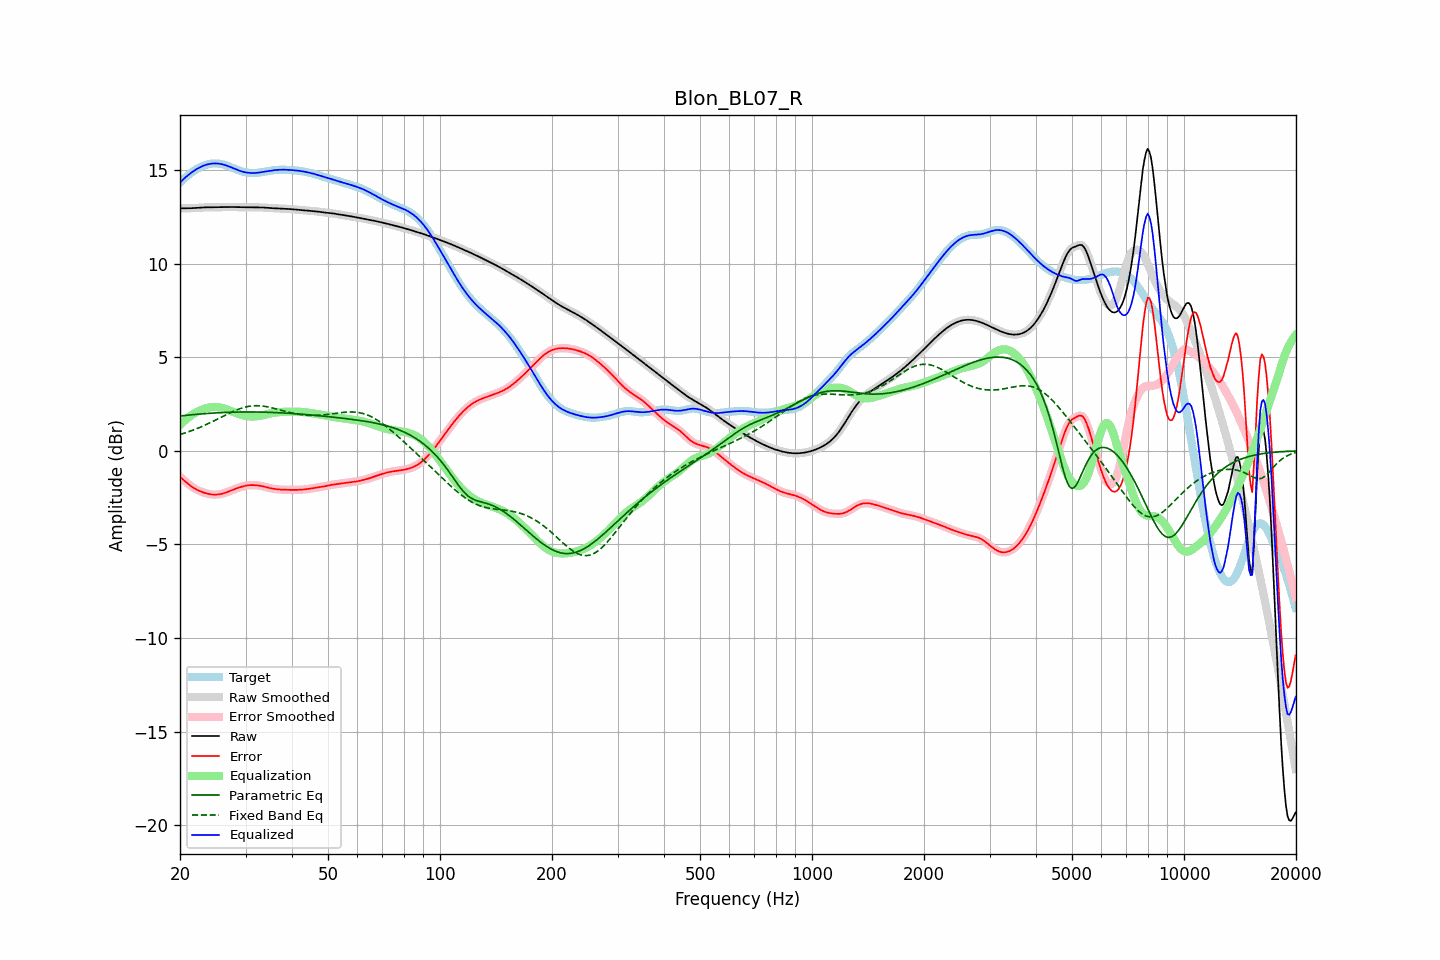 Blon_BL07_R
Amplitude (dBr)
15
10
5
0
−5
−10
−15
−20
Target
Raw Smoothed
Error Smoothed
Raw
Error
Equalization
Parametric Eq
Fixed Band Eq
Equalized
20 50 100 200 500 1000 2000 5000 10000 20000
Frequency (Hz)